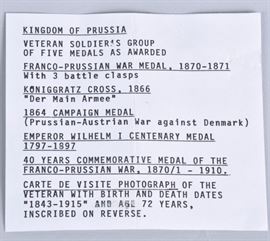 KINGDOM OF PRUSSIA
VETERAN SOLDIER'S GROUP
OF FIVE MEDALS AS AWARDED
FRANCO-PRUSSIAN WAR MEDAL, 1870-1871
With 3 battle clasps
KÖNIGGRATZ CROSS, 1866
"Der Main Armee"
1864 CAMPAIGN MEDAL
(Prussian-Austrian War against Denmark)
EMPEROR WILHELM I CENTENARY MEDAL
1797-1897
40 YEARS COMMEMORATIVE MEDAL OF THE
FRANCO-PRUSSIAN WAR, 1870/1 - 1910,
CARTE DE VISITE PHOTOGRAPH OF THE
VETERAN WITH BIRTH AND DEATH DATES
"1843-1915" AND AGE 72 YEARS,
INSCRIBED ON REVERSE.